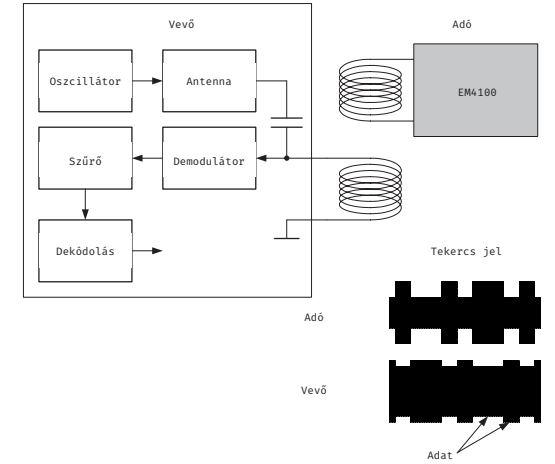 Vevő
Adó
Oszcillátor
Antenna
EM4100
Szűrő
Demodulátor
Dekódolás
Tekercs jel
Adó
Vevő
Adat